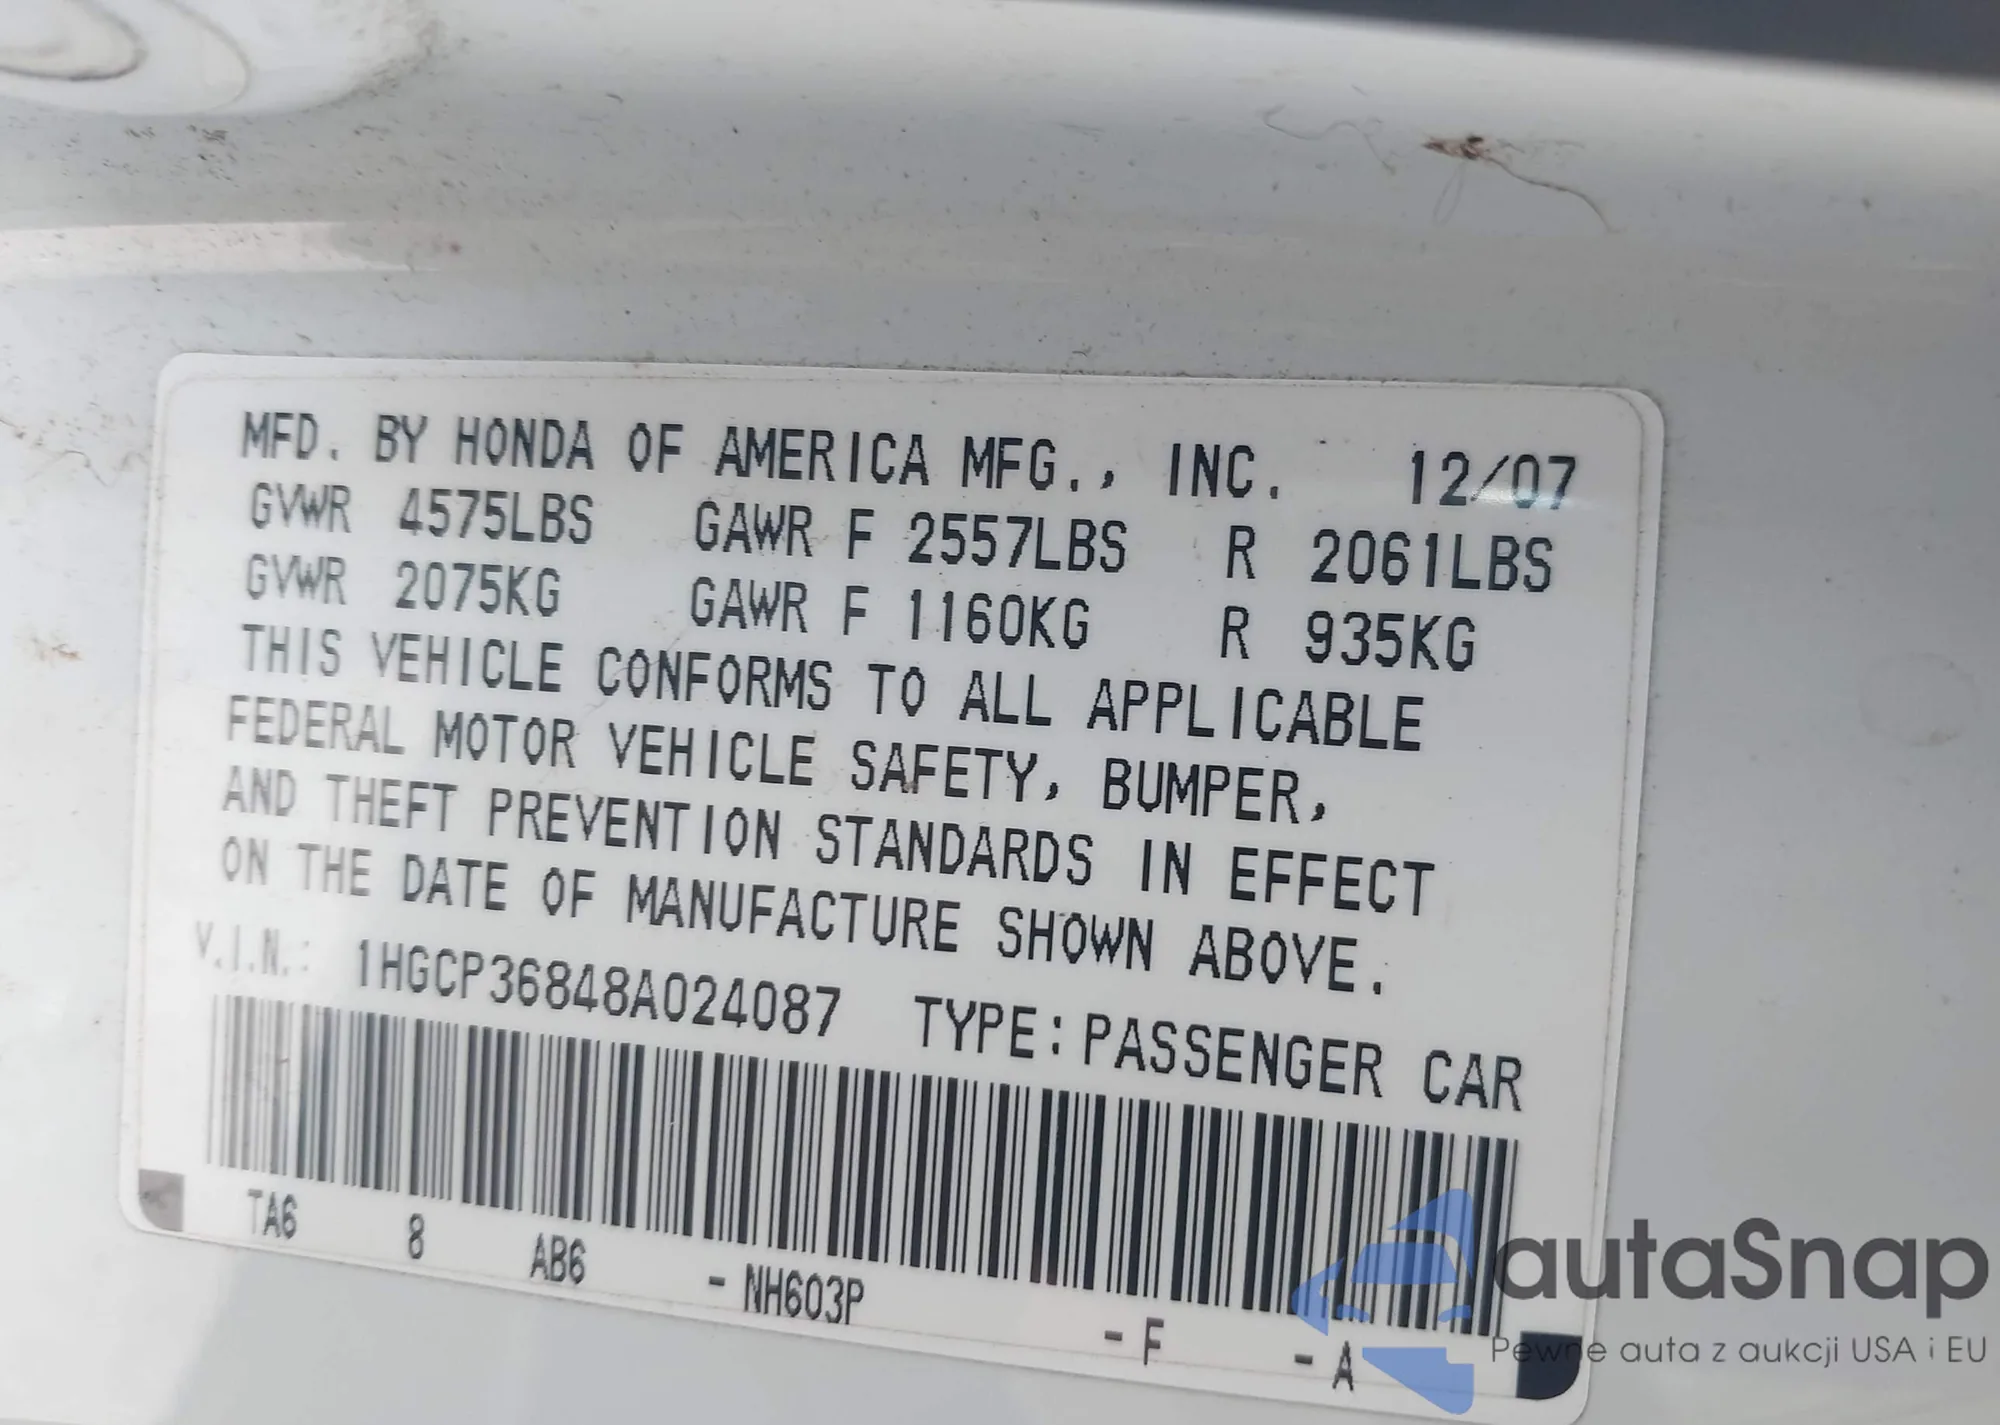 MFD. BY HONDA OF AMERICA MFG., INC. 12/07
GVWR 4575LBS GAWR F 2557LBS R 2061LBS
GVWR 2075KG GAWR F 1160KG R 935KG
THIS VEHICLE CONFORMS TO ALL APPLICABLE
FEDERAL MOTOR VEHICLE SAFETY, BUMPER,
AND THEFT PREVENTION STANDARDS IN EFFECT
ON THE DATE OF MANUFACTURE SHOWN ABOVE.
V.I.N.: 1HGCP36848A024087 TYPE: PASSENGER CAR
TA6 8 AB6 - NH603P - F - A
autaSnap
Pewne auta z aukcji USA i EU